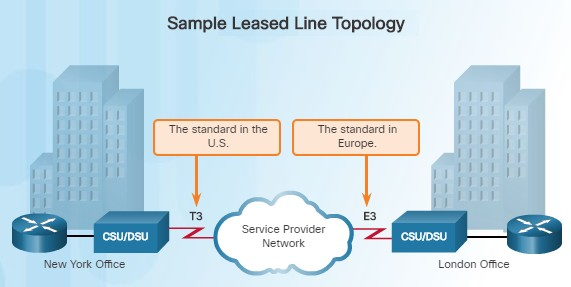 Sample Leased Line Topology
The standard in the
U.S.
The standard in
Europe.
T3
E3
CSU/DSU
Service Provider
Network
CSU/DSU
New York Office
London Office